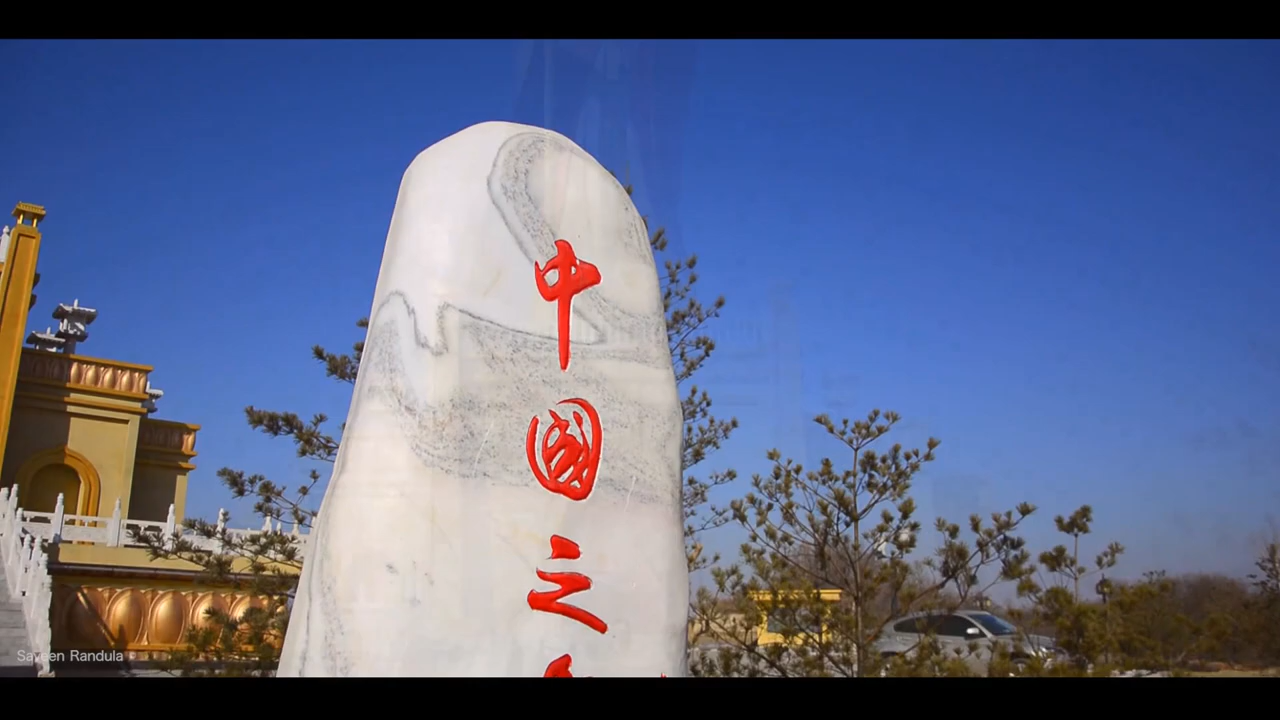 中國之
Saveen Randula